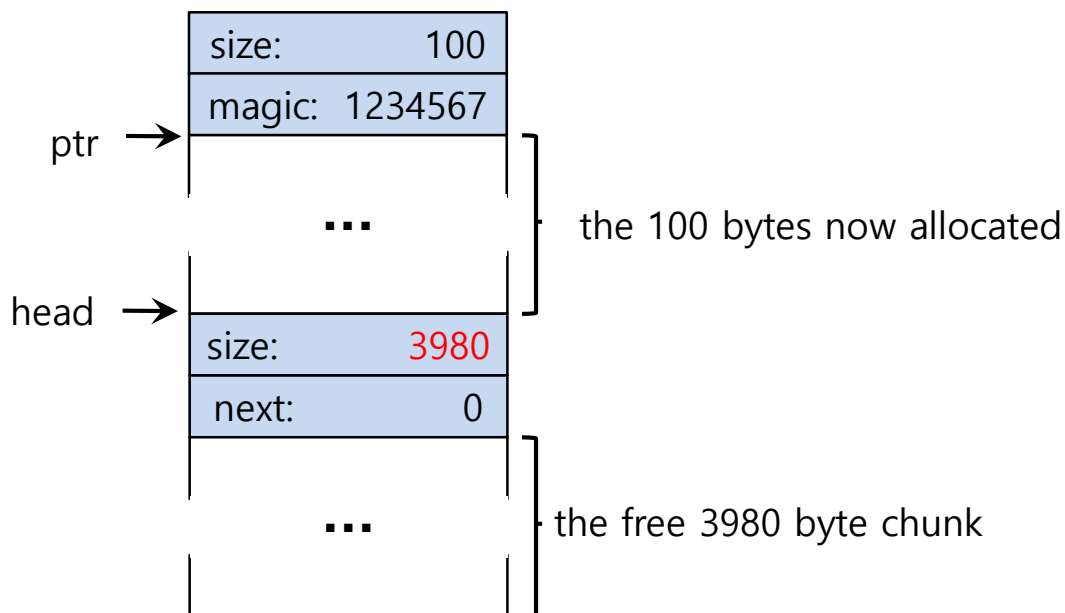 size: 100
magic: 1234567
ptr
...
the 100 bytes now allocated
head
size: 3980
next: 0
...
the free 3980 byte chunk